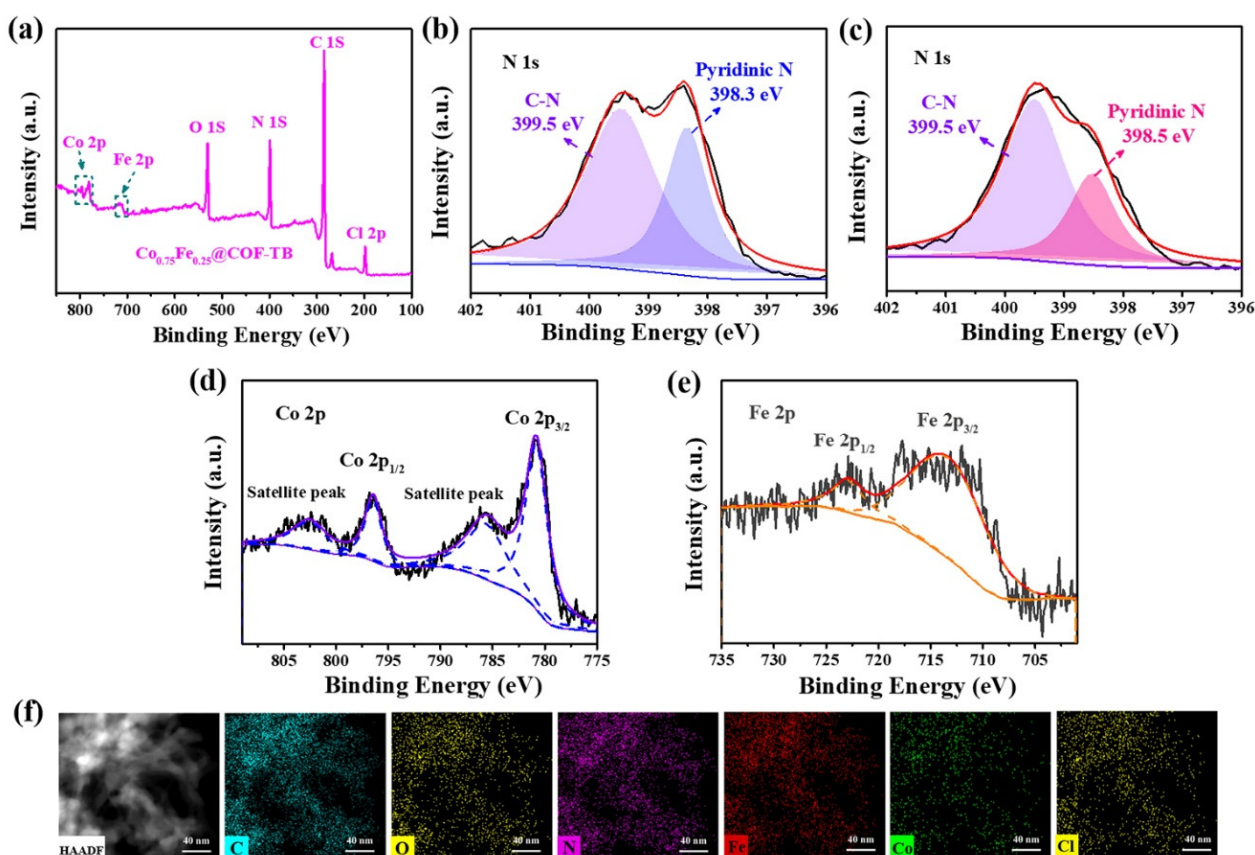 (a)
Intensity (a.u.)
Co 2p
Fe 2p
O 1S
N 1S
C 1S
Cl 2p
Co0.75Fe0.25@COF-TB
800 700 600 500 400 300 200 100
Binding Energy (eV)
(b)
Intensity (a.u.)
N 1s
C-N
399.5 eV
Pyridinic N
398.3 eV
402 401 400 399 398 397 396
Binding Energy (eV)
(c)
Intensity (a.u.)
N 1s
C-N
399.5 eV
Pyridinic N
398.5 eV
402 401 400 399 398 397 396
Binding Energy (eV)
(d)
Intensity (a.u.)
Co 2p
Satellite peak
Co 2p1/2
Satellite peak
Co 2p3/2
805 800 795 790 785 780 775
Binding Energy (eV)
(e)
Intensity (a.u.)
Fe 2p
Fe 2p1/2
Fe 2p3/2
735 730 725 720 715 710 705
Binding Energy (eV)
(f)
HAADF
40 nm
C
40 nm
O
40 nm
N
40 nm
Fe
40 nm
Co
40 nm
Cl
40 nm